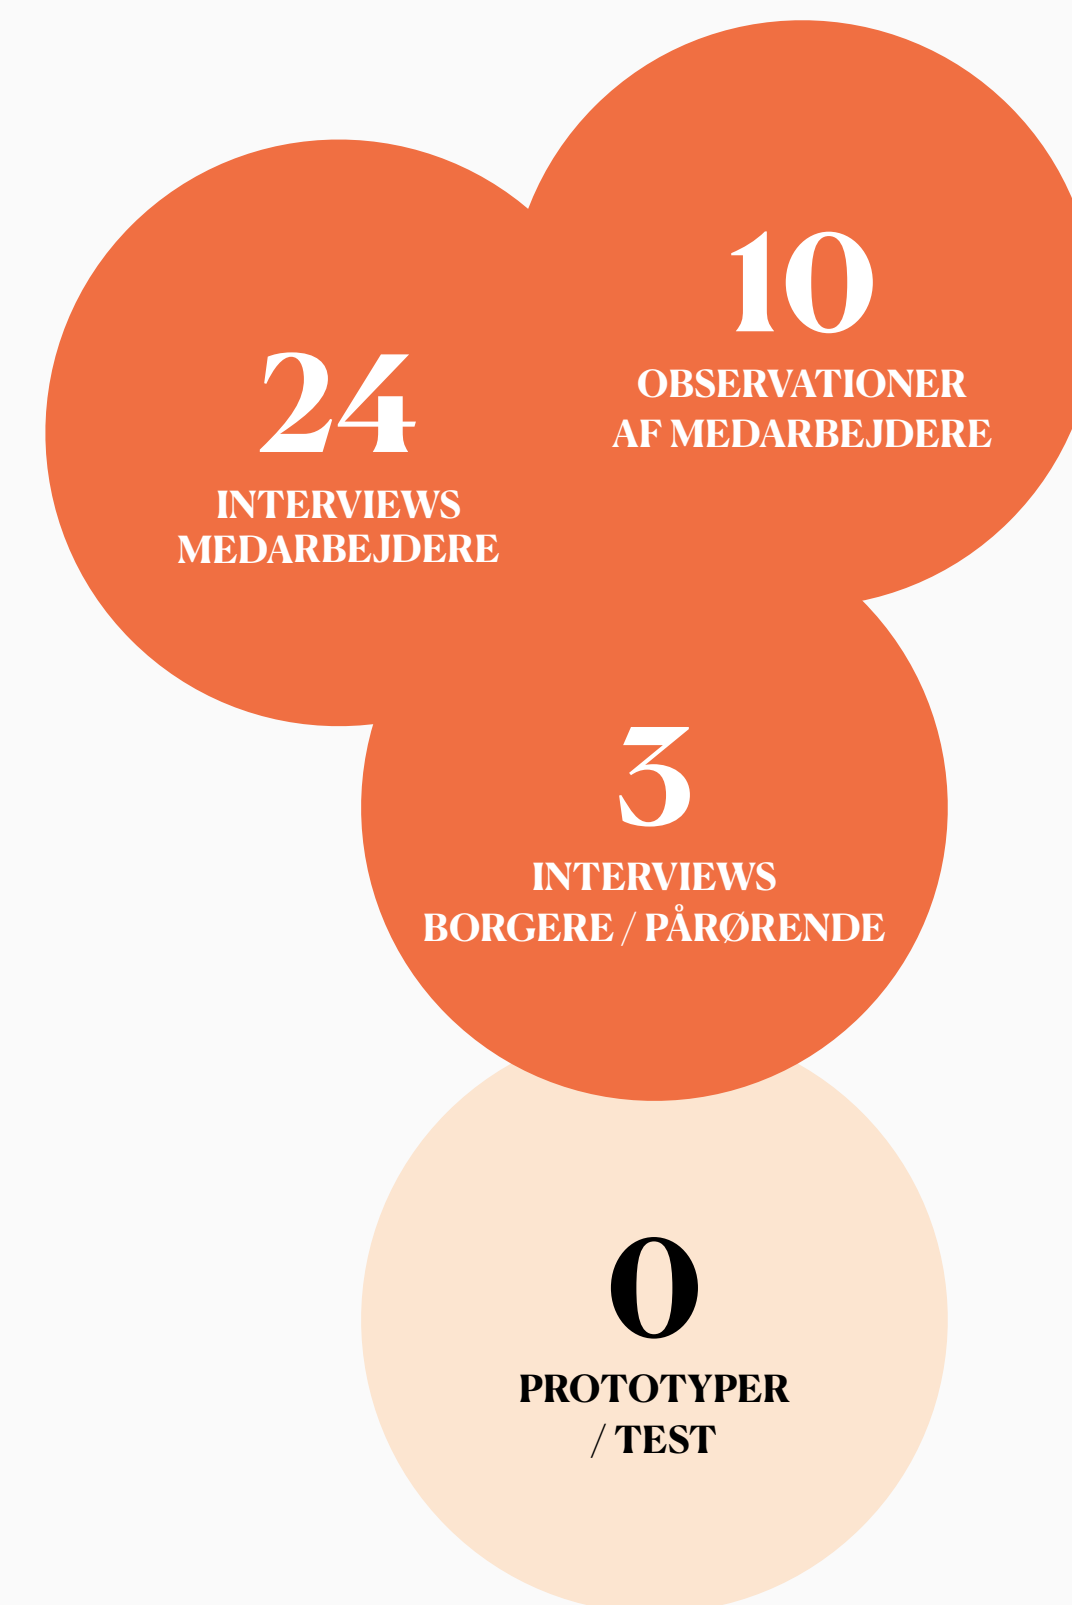 24
INTERVIEWS
MEDARBEJDERE
10
OBSERVATIONER
AF MEDARBEJDERE
3
INTERVIEWS
BORGERE / PÅRØRENDE
0
PROTOTYPER
/ TEST